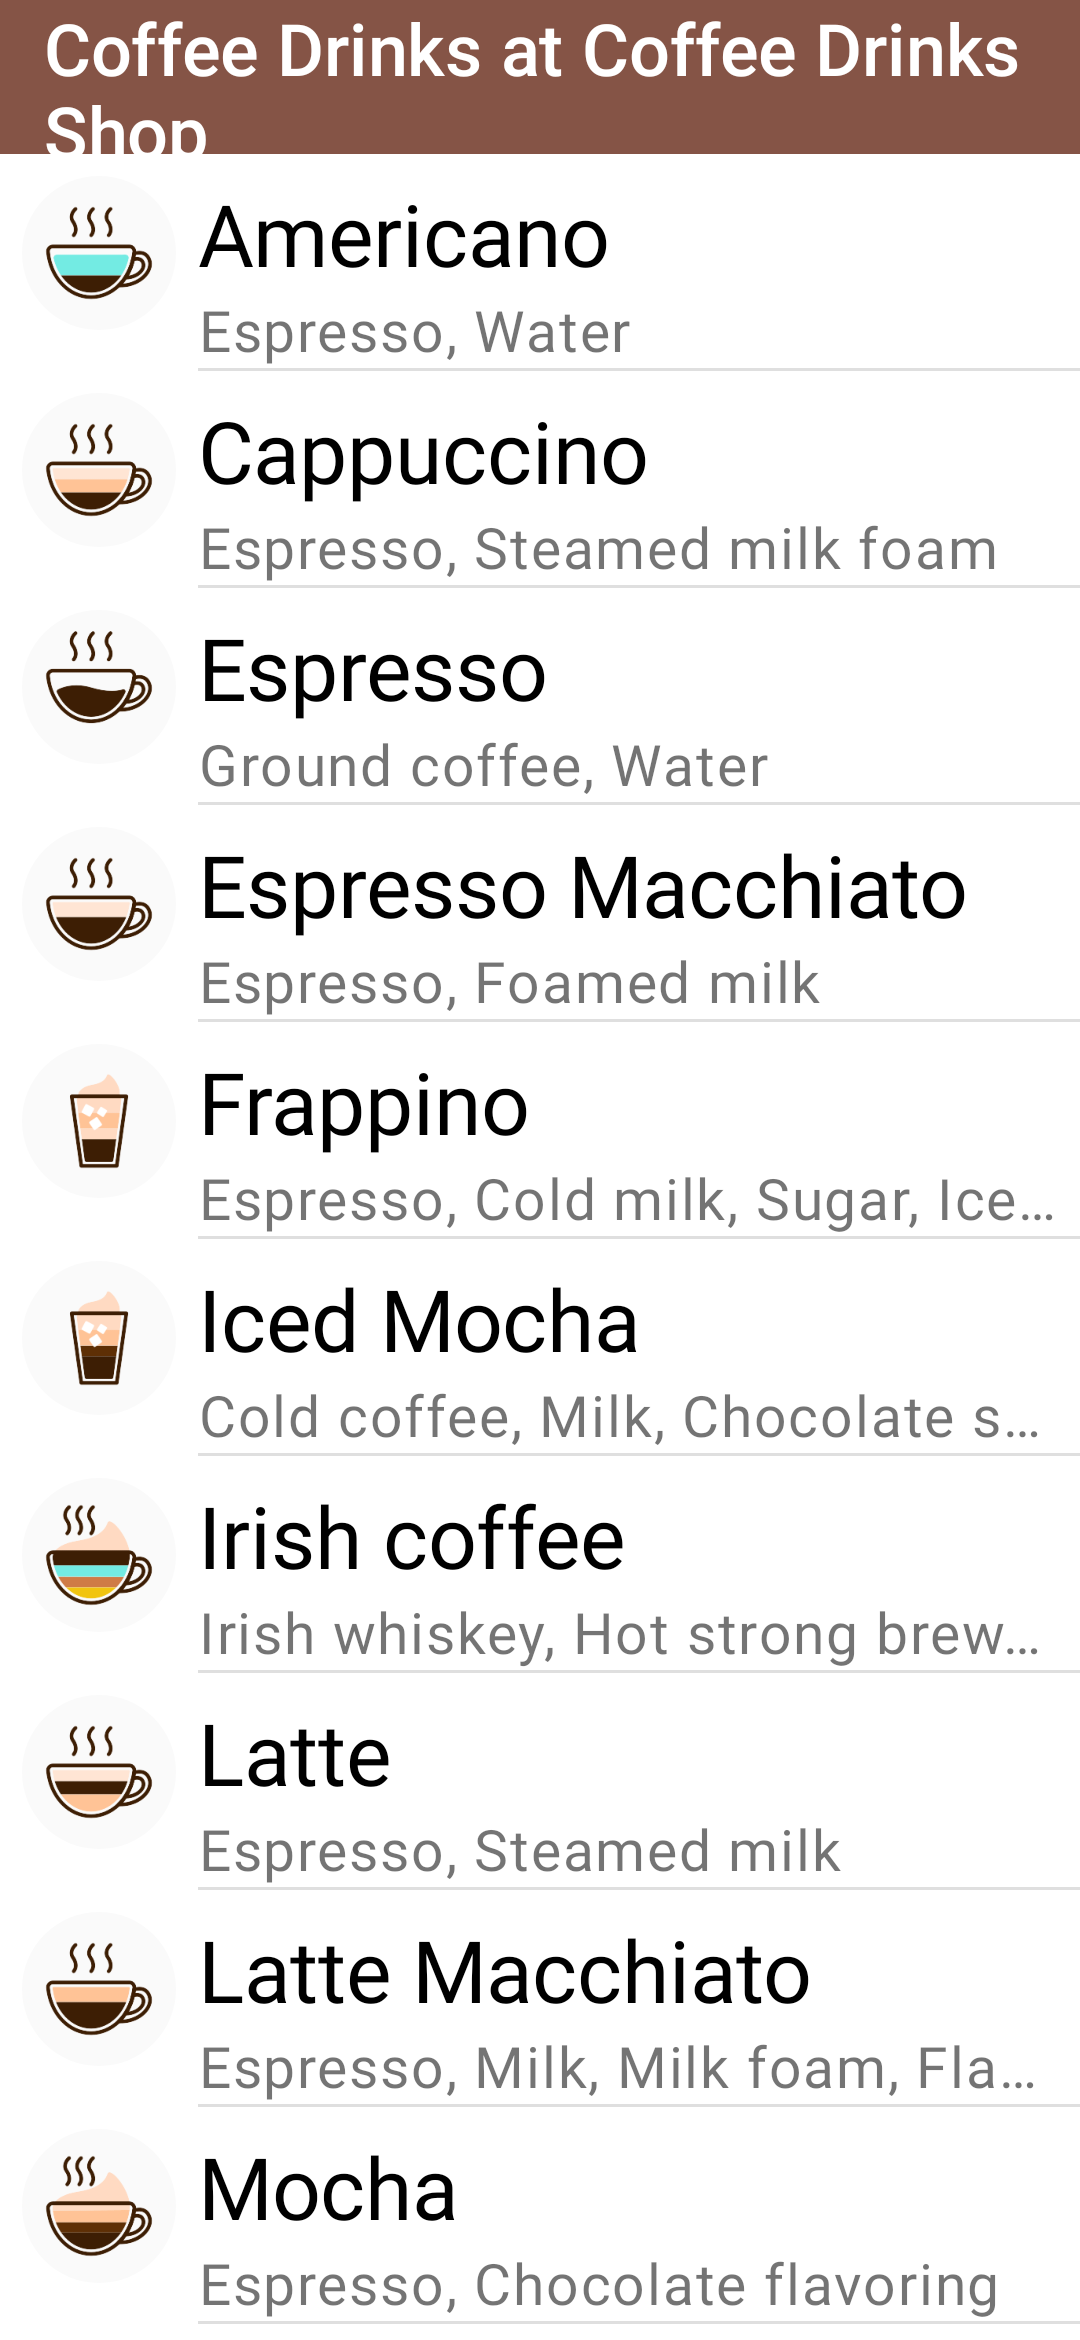 Coffee Drinks at Coffee Drinks
Shop
Americano
Espresso, Water
Cappuccino
Espresso, Steamed milk foam
Espresso
Ground coffee, Water
Espresso Macchiato
Espresso, Foamed milk
Frappino
Espresso, Cold milk, Sugar, Ice...
Iced Mocha
Cold coffee, Milk, Chocolate s...
Irish coffee
Irish whiskey, Hot strong brew...
Latte
Espresso, Steamed milk
Latte Macchiato
Espresso, Milk, Milk foam, Fla...
Mocha
Espresso, Chocolate flavoring